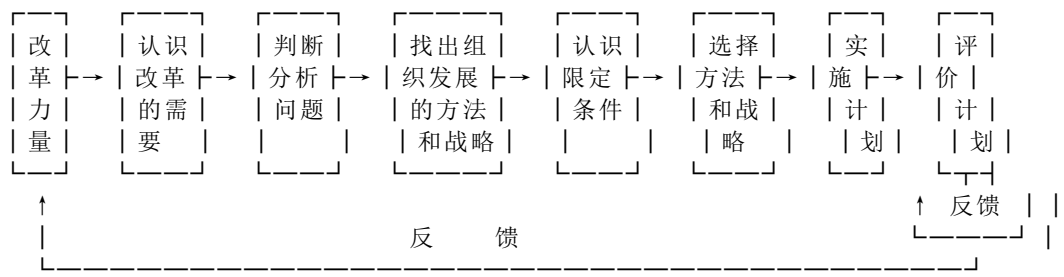 改革力量
认识改革的需要
判断分析问题
找出组织发展的方法和战略
认识限定条件
选择方法和战略
实施计划
评价计划
反馈
反 馈